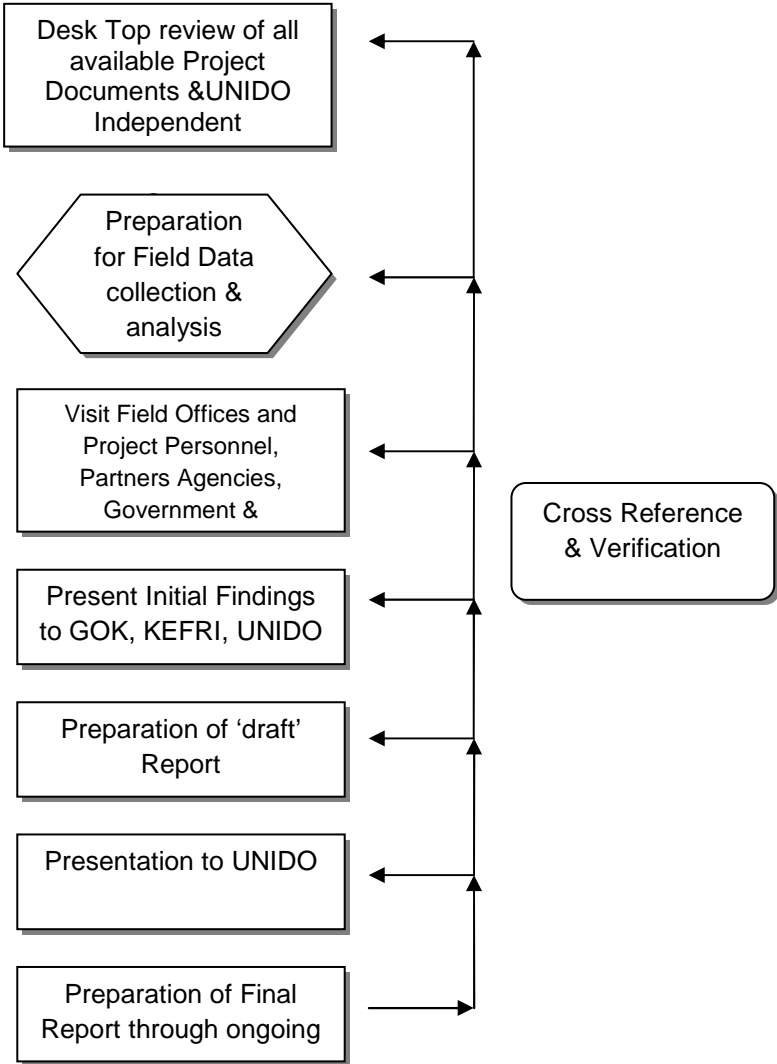 Desk Top review of all
available Project
Documents &UNIDO
Independent
Preparation
for Field Data
collection &
analysis
Visit Field Offices and
Project Personnel,
Partners Agencies,
Government &
Cross Reference
& Verification
Present Initial Findings
to GOK, KEFRI, UNIDO
Preparation of ‘draft’
Report
Presentation to UNIDO
Preparation of Final
Report through ongoing